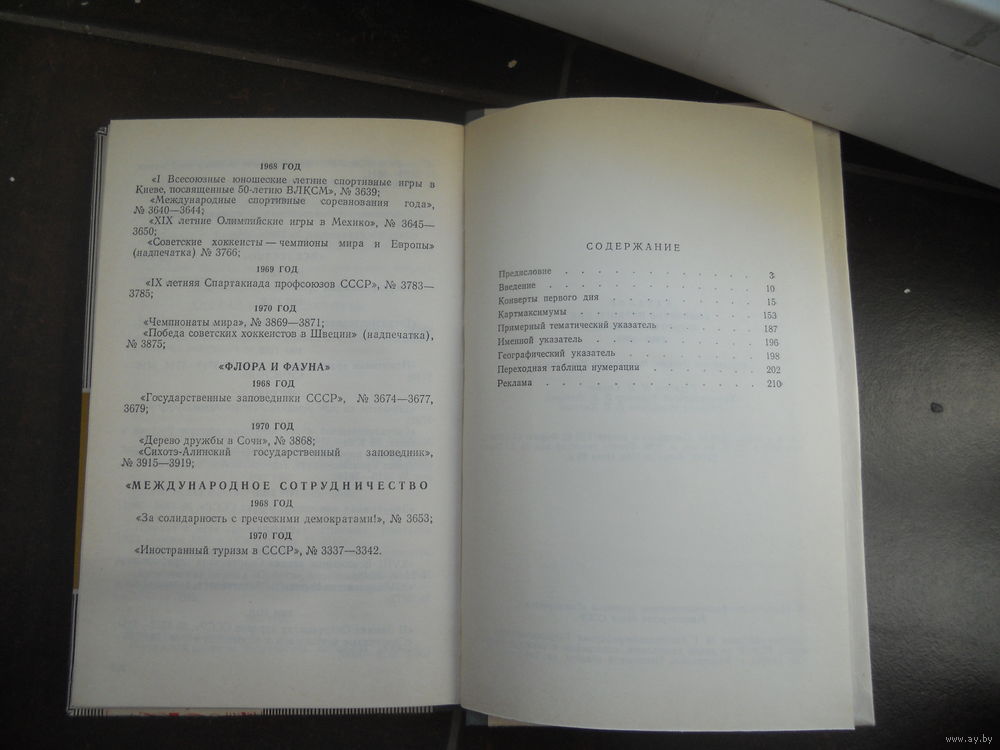 1968 ГОД
«I Всесоюзные юношеские летние спортивные игры в
Киеве, посвященные 50-летию ВЛКСМ», № 3639;
«Международные спортивные соревнования года»,
№ 3640—3644;
«XIX летние Олимпийские игры в Мехико», № 3645—
3650;
«Советские хоккеисты — чемпионы мира и Европы»
(надпечатка) № 3766;
1969 ГОД
«IX летняя Спартакиада профсоюзов СССР», № 3783—
3785;
1970 ГОД
«Чемпионаты мира», № 3869—3871;
«Победа советских хоккеистов в Швеции» (надпечатка),
№ 3875;
«ФЛОРА И ФАУНА»
1968 ГОД
«Государственные заповедники СССР», № 3674—3677,
3679;
1970 ГОД
«Дерево дружбы в Сочи», № 3868;
«Сихотэ-Алинский государственный заповедник»,
№ 3915—3919;
«МЕЖДУНАРОДНОЕ СОТРУДНИЧЕСТВО
1968 ГОД
«За солидарность с греческими демократами!», № 3653;
1970 ГОД
«Иностранный туризм в СССР», № 3337—3342.
СОДЕРЖАНИЕ
Предисловие . . . . . . . . . . . 3
Введение . . . . . . . . . . . 10
Конверты первого дня . . . . . . . . 15
Картмаксимумы . . . . . . . . . . 153
Примерный тематический указатель . . . . . . 187
Именной указатель . . . . . . . . . 196
Географический указатель . . . . . . . . 198
Переходная таблица нумерации . . . . . . 202
Реклама . . . . . . . . . . . 210
www.ay.by